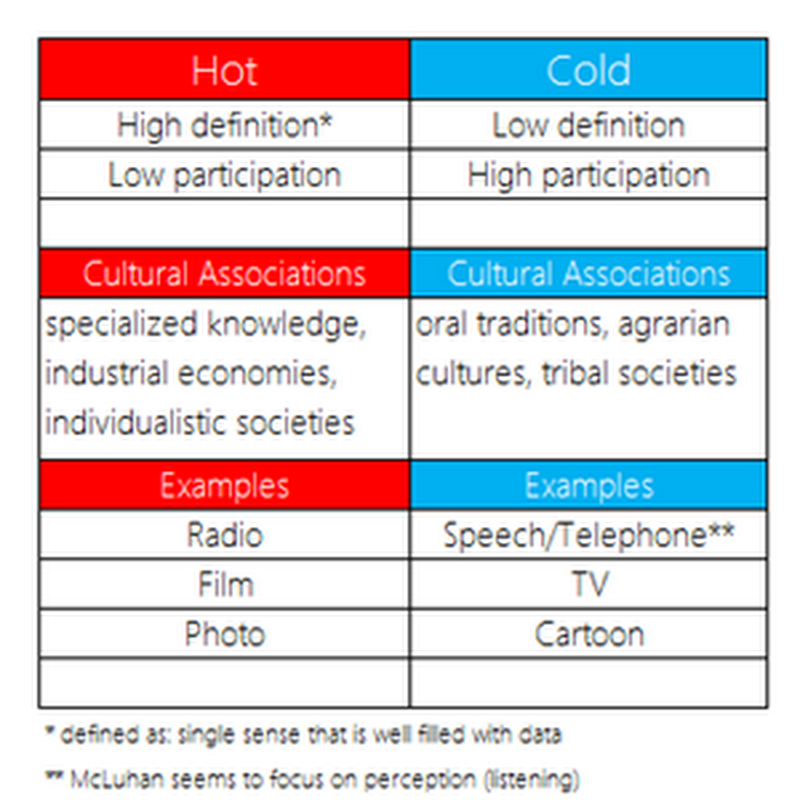 Hot Cold
High definition* Low definition
Low participation High participation
Cultural Associations Cultural Associations
specialized knowledge, oral traditions, agrarian
industrial economies, cultures, tribal societies
individualistic societies
Examples Examples
Radio Speech/Telephone**
Film TV
Photo Cartoon
* defined as: single sense that is well filled with data
** McLuhan seems to focus on perception (listening)